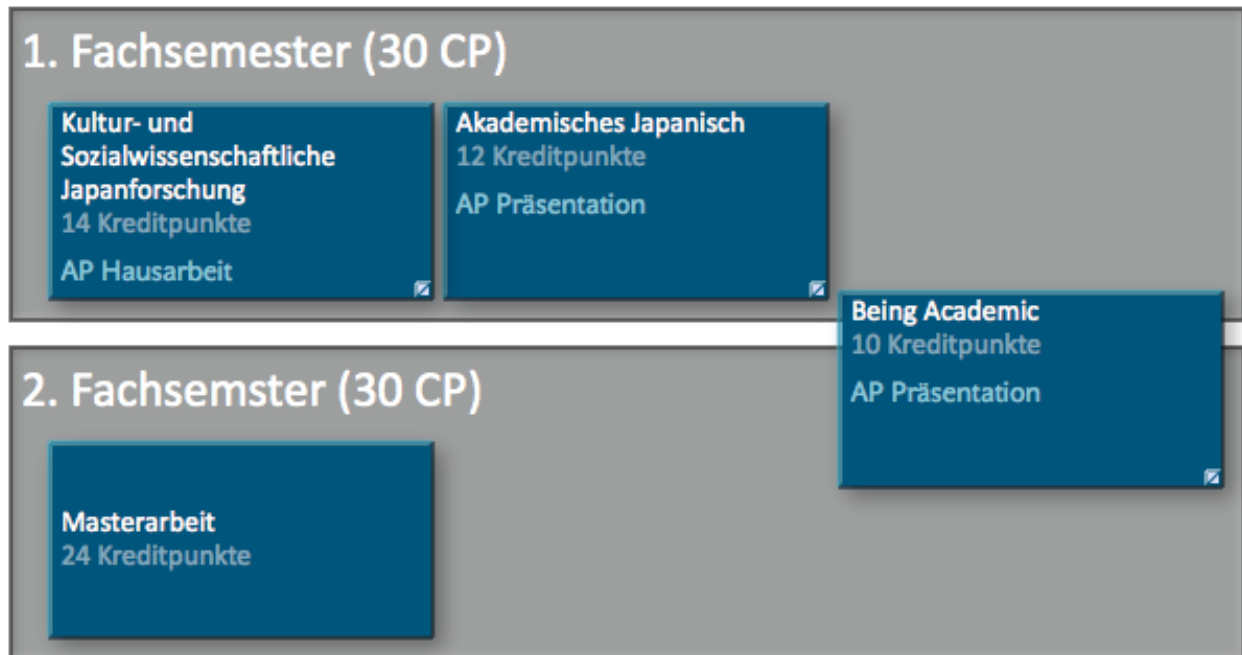 1. Fachsemester (30 CP)
Kultur- und
Sozialwissenschaftliche
Japanforschung
14 Kreditpunkte
AP Hausarbeit
Akademisches Japanisch
12 Kreditpunkte
AP Präsentation
Being Academic
10 Kreditpunkte
AP Präsentation
2. Fachsemster (30 CP)
Masterarbeit
24 Kreditpunkte